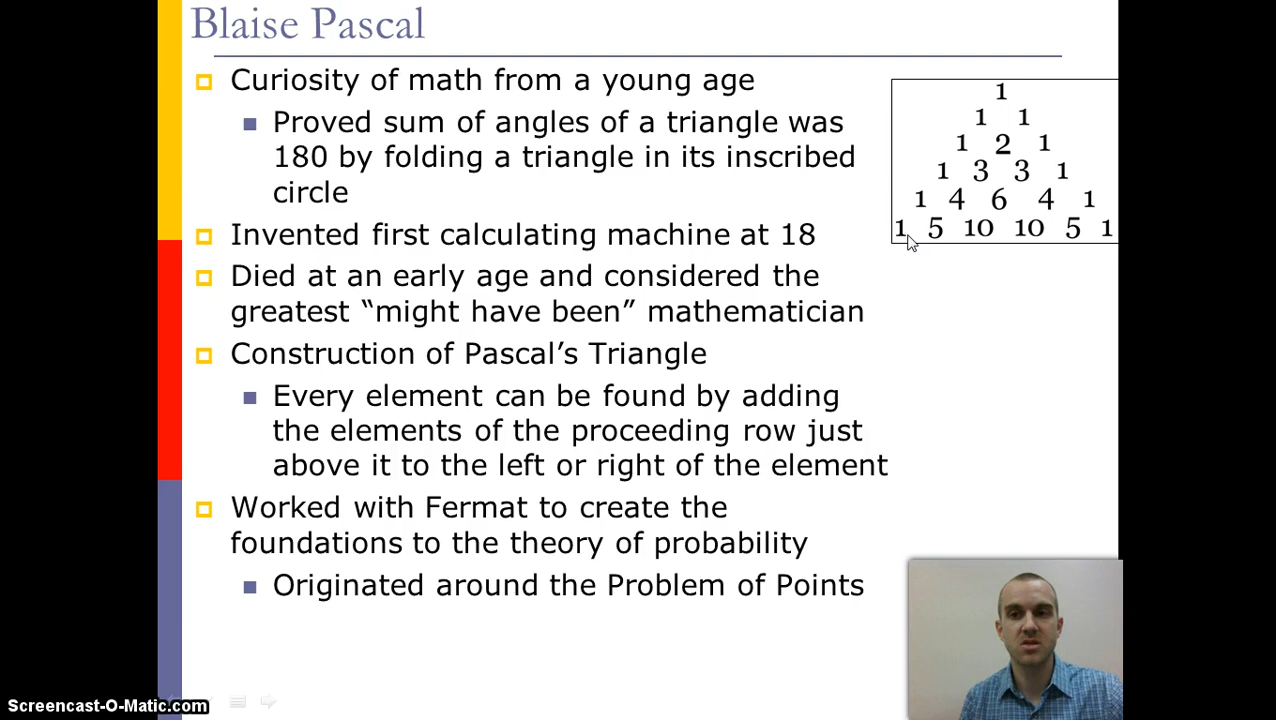 Blaise Pascal
Curiosity of math from a young age
Proved sum of angles of a triangle was
180 by folding a triangle in its inscribed
circle
Invented first calculating machine at 18
Died at an early age and considered the
greatest “might have been” mathematician
Construction of Pascal’s Triangle
Every element can be found by adding
the elements of the proceeding row just
above it to the left or right of the element
Worked with Fermat to create the
foundations to the theory of probability
Originated around the Problem of Points
1
1 1
1 2 1
1 3 3 1
1 4 6 4 1
1 5 10 10 5 1
Screencast-O-Matic.com